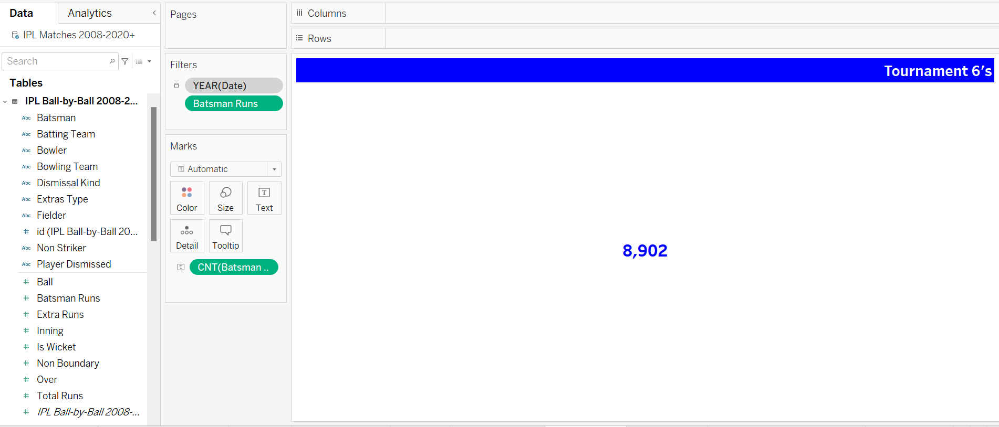 Data
Analytics
IPL Matches 2008-2020+
Search
Tables
IPL Ball-by-Ball 2008-2...
Abc Batsman
Abc Batting Team
Abc Bowler
Abc Bowling Team
Abc Dismissal Kind
Abc Extras Type
Abc Fielder
# id (IPL Ball-by-Ball 20...
Abc Non Striker
Abc Player Dismissed
# Ball
# Batsman Runs
# Extra Runs
# Inning
# Is Wicket
# Non Boundary
# Over
# Total Runs
# IPL Ball-by-Ball 2008-...
Pages
Filters
YEAR(Date)
Batsman Runs
Marks
T Automatic
Color
Size
T Text
Detail
Tooltip
T CNT(Batsman ..
Columns
Rows
Tournament 6's
8,902